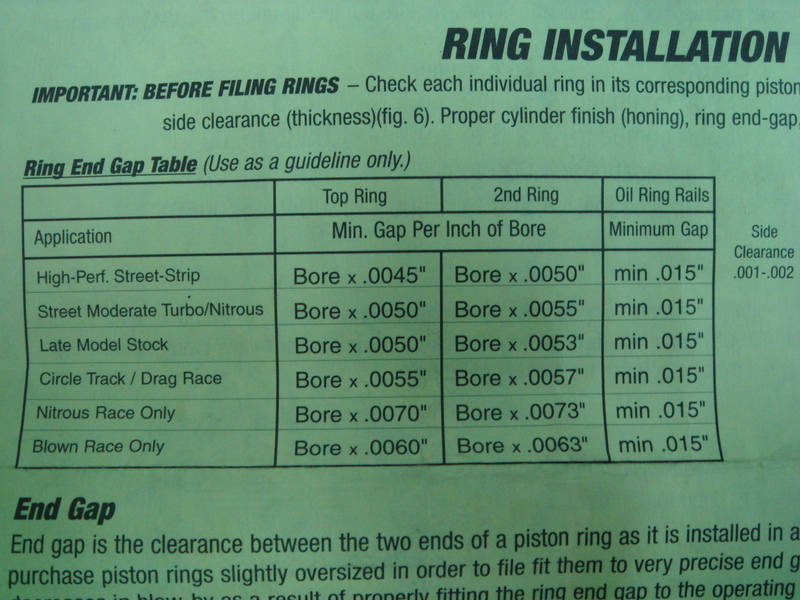 RING INSTALLATION
IMPORTANT: BEFORE FILING RINGS – Check each individual ring in its corresponding piston
side clearance (thickness)(fig. 6). Proper cylinder finish (honing), ring end-gap,
Ring End Gap Table (Use as a guideline only.)
Top Ring 2nd Ring Oil Ring Rails
Application Min. Gap Per Inch of Bore Minimum Gap
Side
Clearance
.001-.002
High-Perf. Street-Strip Bore x .0045" Bore x .0050" min .015"
Street Moderate Turbo/Nitrous Bore x .0050" Bore x .0055" min .015"
Late Model Stock Bore x .0050" Bore x .0053" min .015"
Circle Track / Drag Race Bore x .0055" Bore x .0057" min .015"
Nitrous Race Only Bore x .0070" Bore x .0073" min .015"
Blown Race Only Bore x .0060" Bore x .0063" min .015"
End Gap
End gap is the clearance between the two ends of a piston ring as it is installed in a
purchase piston rings slightly oversized in order to file fit them to very precise end g
in blow-by as a result of properly fitting the ring end gap to the operating